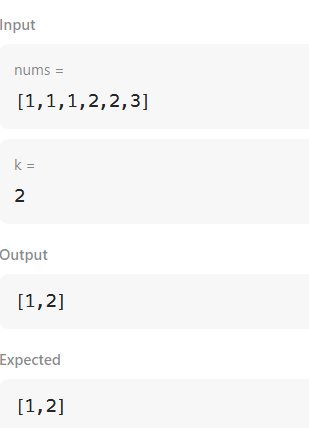 Input
nums =
[1,1,1,2,2,3]
k =
2
Output
[1,2]
Expected
[1,2]